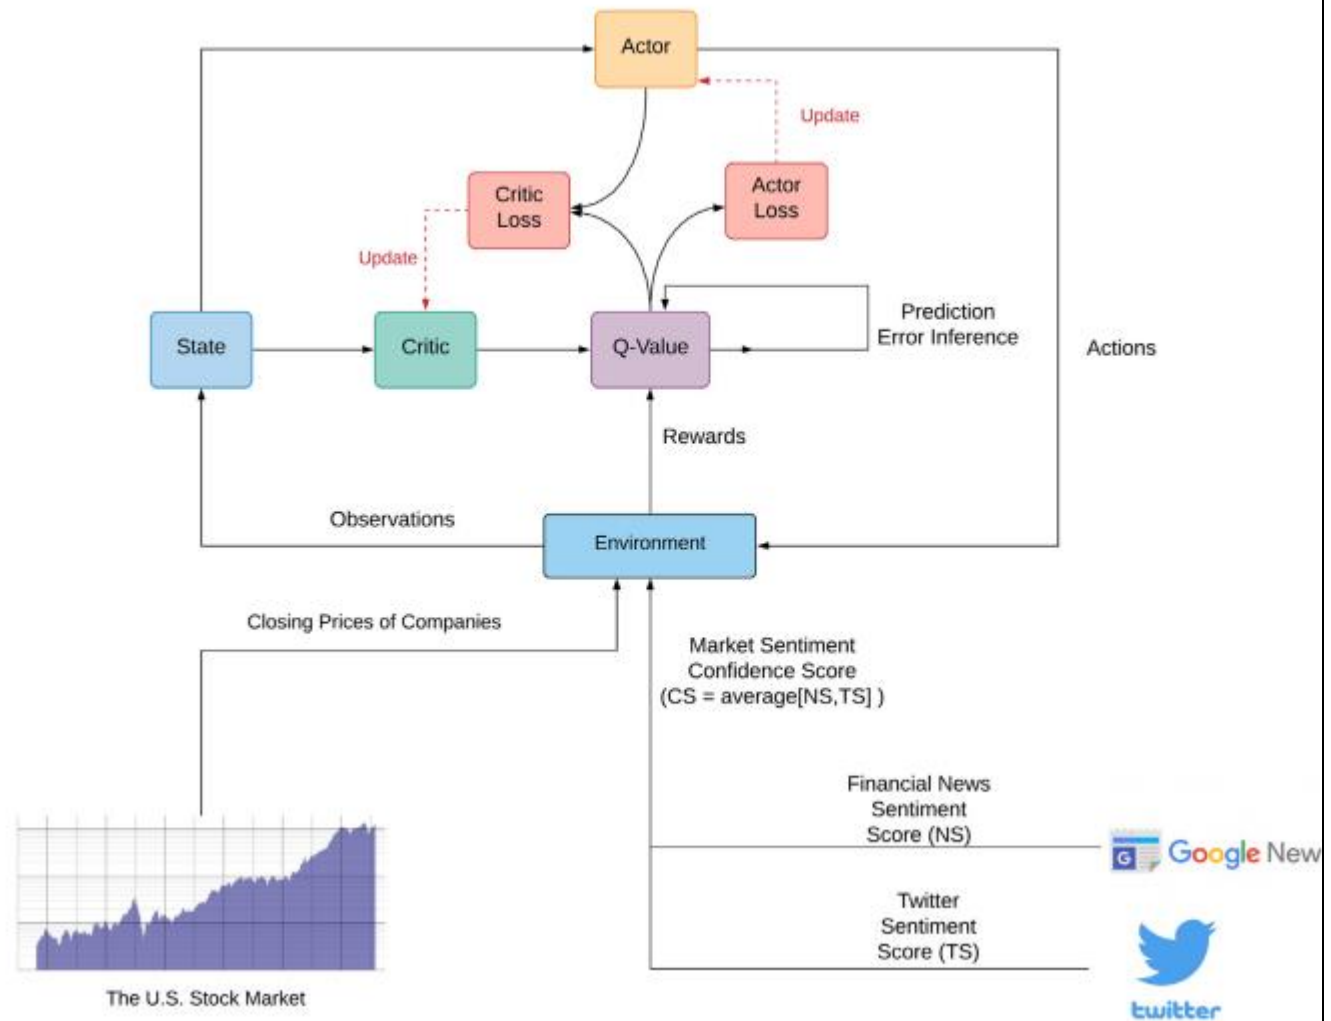 Actor
Update
Critic
Loss
Actor
Loss
Update
State
Critic
Q-Value
Prediction
Error Inference
Actions
Rewards
Observations
Environment
Closing Prices of Companies
Market Sentiment
Confidence Score
(CS = average[NS,TS] )
Financial News
Sentiment
Score (NS)
G Google New
Twitter
Sentiment
Score (TS)
The U.S. Stock Market
twitter